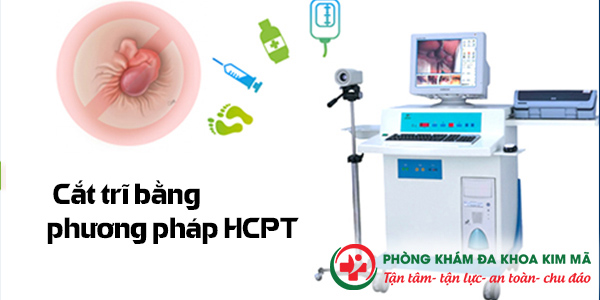 Cắt trĩ bằng
phương pháp HCPT
PHÒNG KHÁM ĐA KHOA KIM MÃ
Tận tâm- tận lực- an toàn- chu đáo